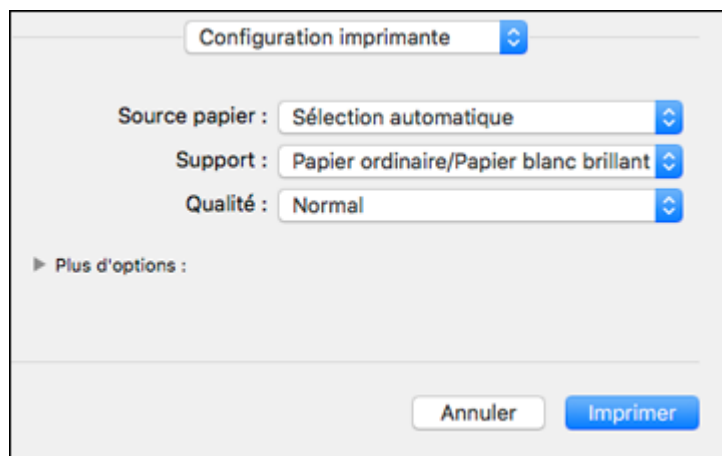 Configuration imprimante
Source papier : Sélection automatique
Support : Papier ordinaire/Papier blanc brillant
Qualité : Normal
Plus d'options :
Annuler Imprimer